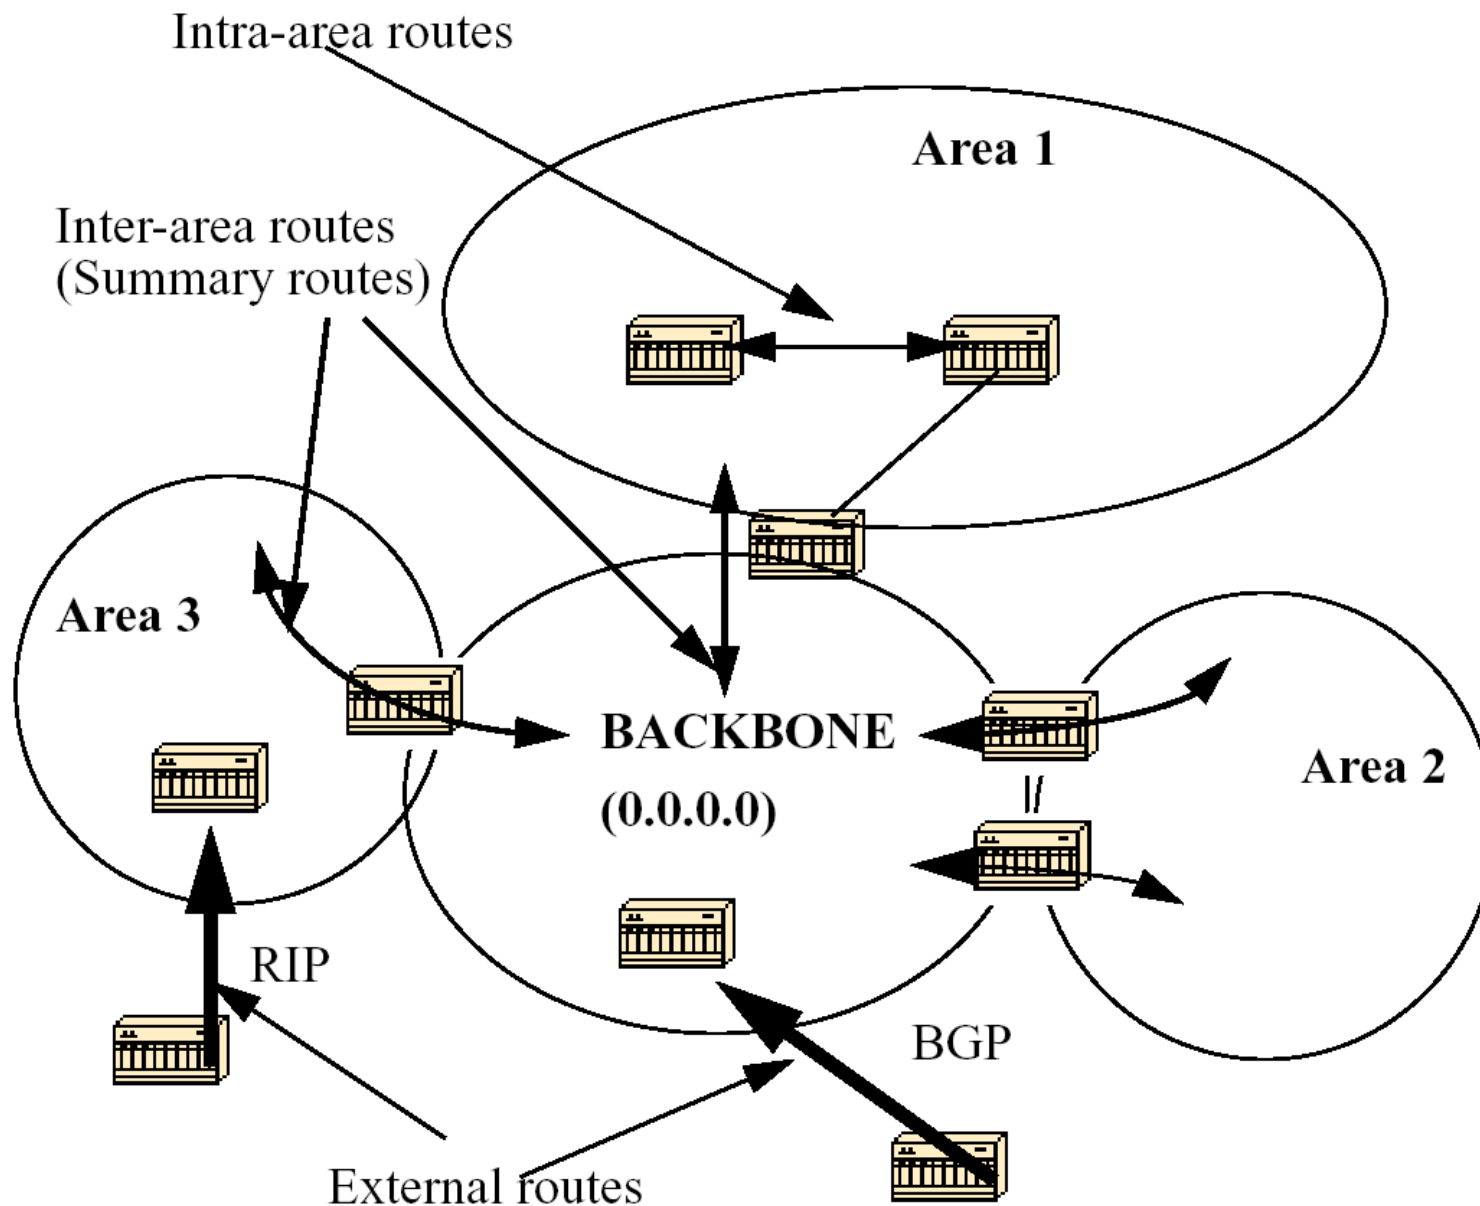 Intra-area routes
Area 1
Inter-area routes
(Summary routes)
Area 3
BACKBONE
(0.0.0.0)
Area 2
RIP
BGP
External routes